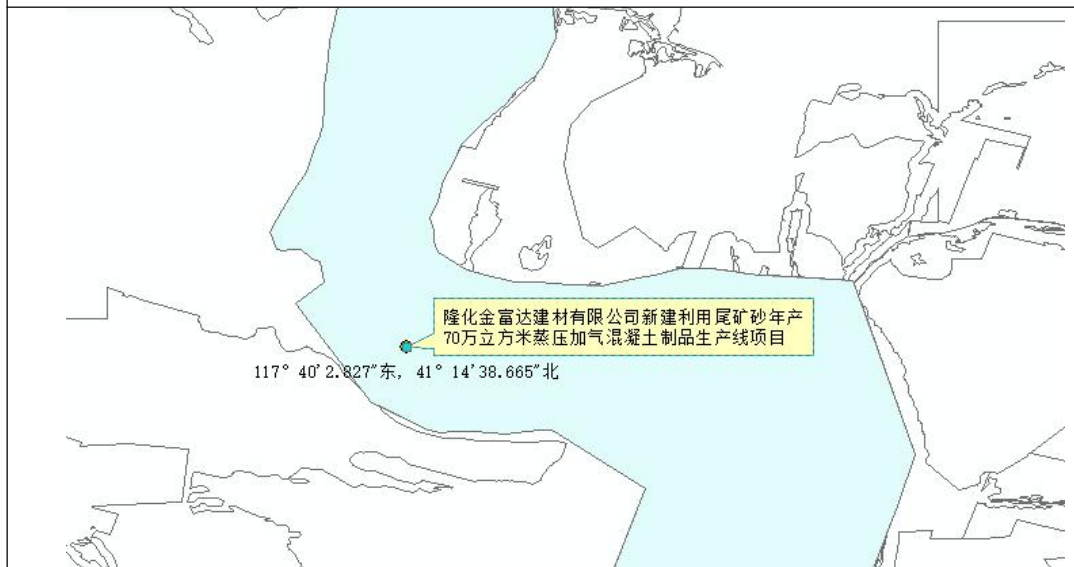 隆化金富达建材有限公司新建利用尾矿砂年产
70万立方米蒸压加气混凝土制品生产线项目
117° 40′2.827″东, 41° 14′38.665″北